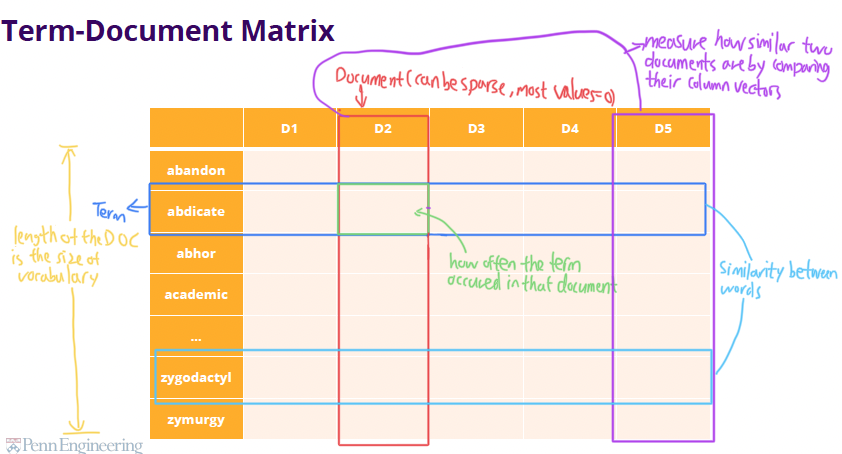 Term-Document Matrix
measure how similar two
documents are by comparing
their column vectors
Document (can be sparse, most values=0)
D1 D2 D3 D4 D5
abandon
Term
abdicate
length of the DOC
is the size of
vocabulary
abhor
how often the term
occured in that document
academic
similarity between
words
...
zygodactyl
zymurgy
Penn Engineering